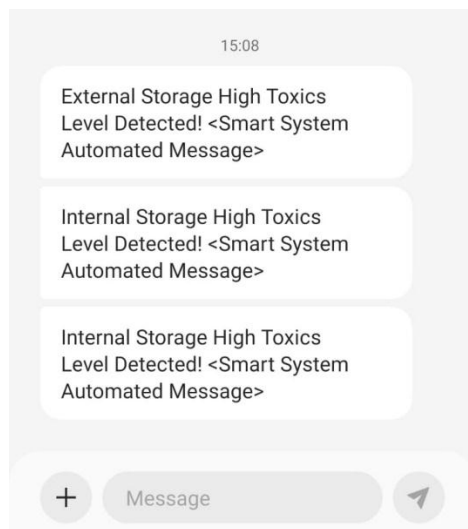 15:08
External Storage High Toxics
Level Detected! <Smart System
Automated Message>
Internal Storage High Toxics
Level Detected! <Smart System
Automated Message>
Internal Storage High Toxics
Level Detected! <Smart System
Automated Message>
+ Message